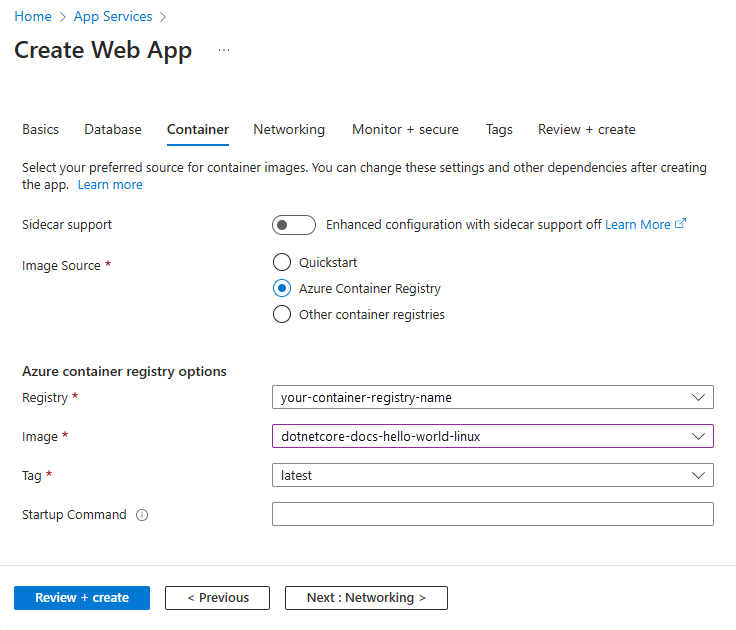 Home > App Services >
Create Web App ...
Basics Database Container Networking Monitor + secure Tags Review + create
Select your preferred source for container images. You can change these settings and other dependencies after creating
the app. Learn more
Sidecar support Enhanced configuration with sidecar support off Learn More
Image Source * Quickstart
Azure Container Registry
Other container registries
Azure container registry options
Registry * your-container-registry-name
Image * dotnetcore-docs-hello-world-linux
Tag * latest
Startup Command
Review + create < Previous Next : Networking >